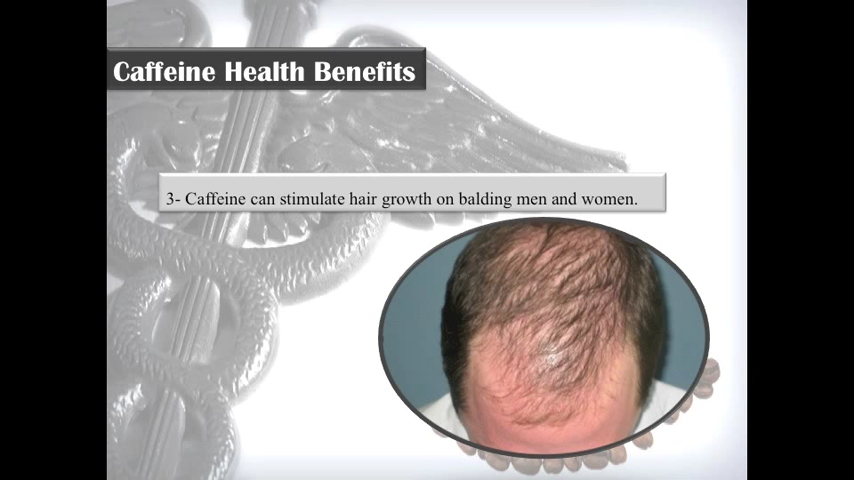 Caffeine Health Benefits
3- Caffeine can stimulate hair growth on balding men and women.